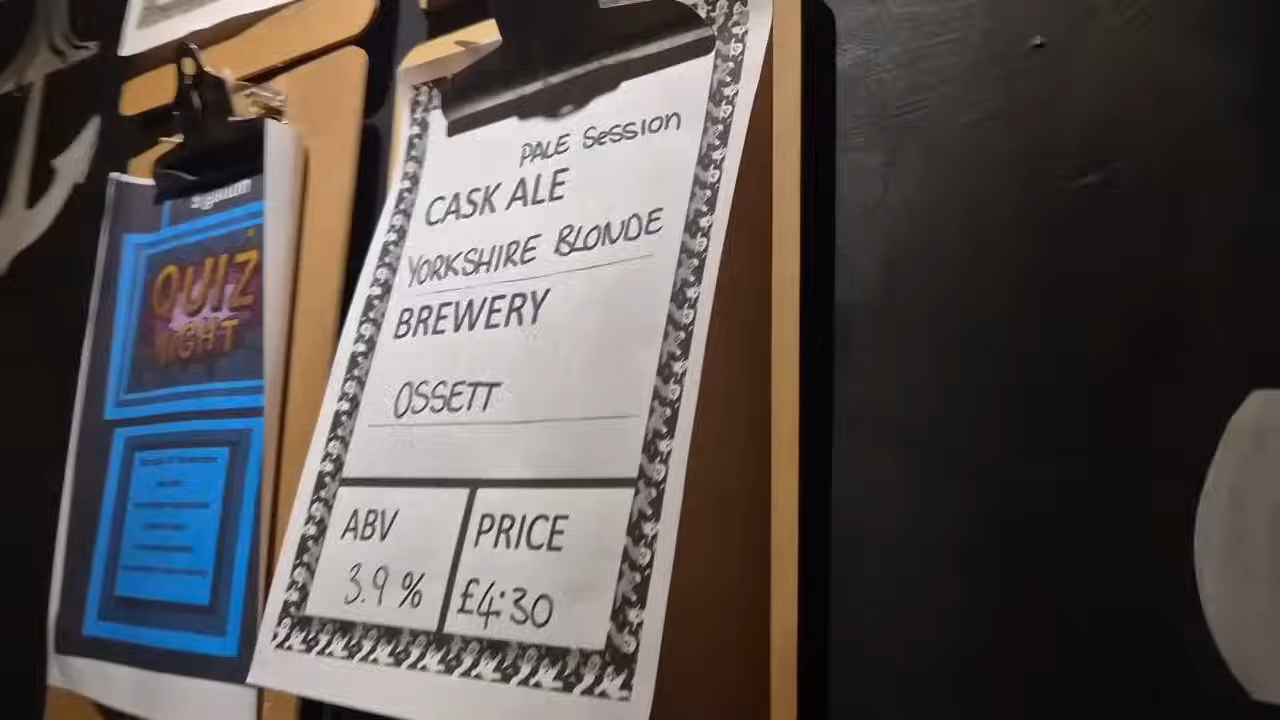 PALE Session
CASK ALE
YORKSHIRE BLONDE
BREWERY
OSSETT
ABV
3.9 %
PRICE
£4.30
QUIZ
NIGHT